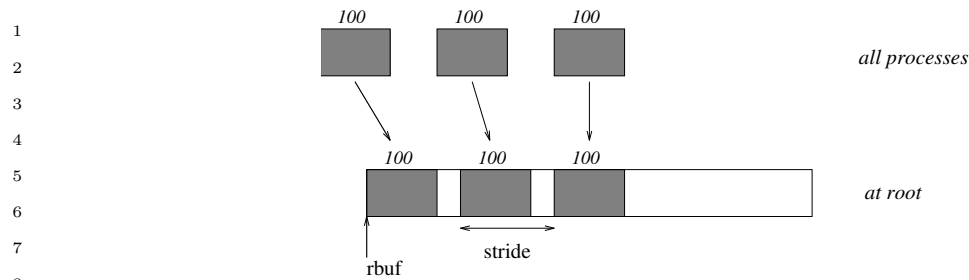 1 100 100 100
2 all processes
3
4
100 100 100
5 at root
6
7 stride
rbuf